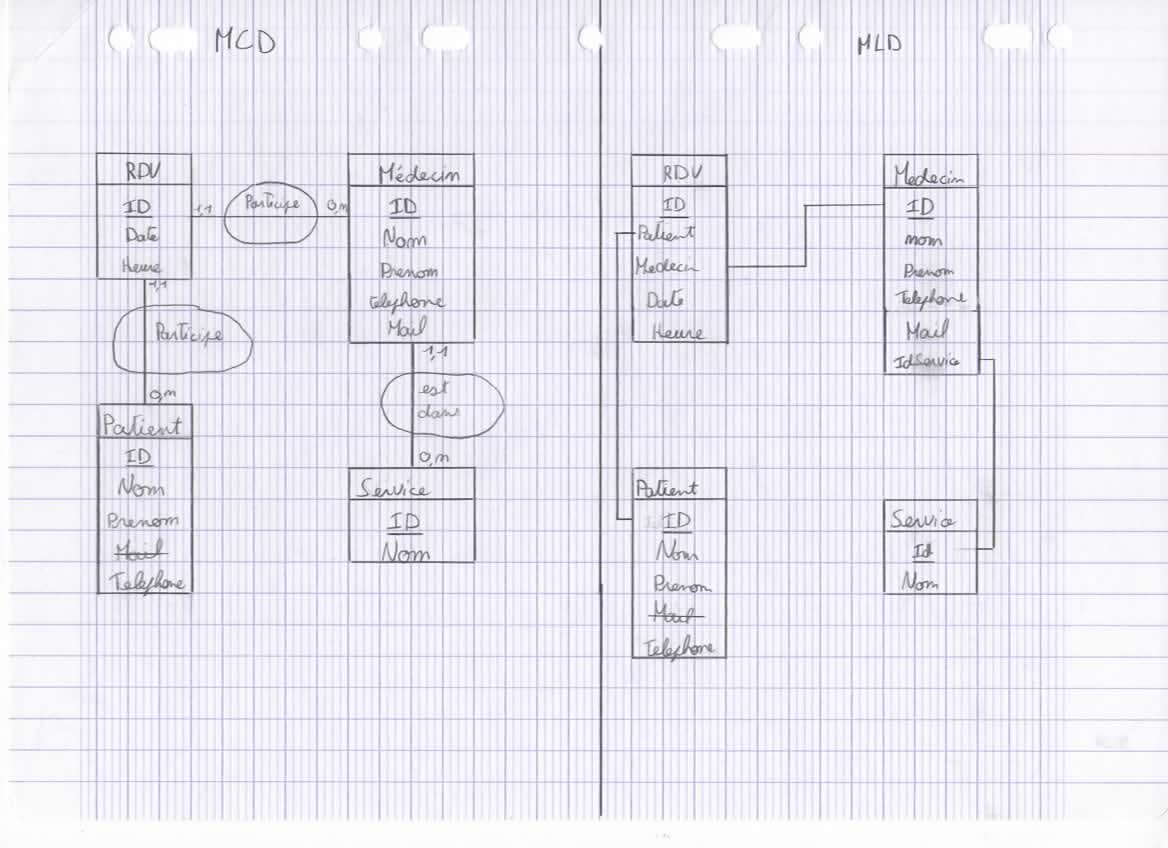 MCD
RDV
ID
Date
Heure
1,1
Participe
0,n
Médecin
ID
Nom
Prenom
telephone
Mail
1,1
Participe
0,n
Patient
ID
Nom
Prenom
Mail
Telephone
1,1
est
dans
0,n
Service
ID
Nom
MLD
RDV
ID
Patient
Medecin
Date
Heure
Medecin
ID
nom
Prenom
Telephone
Mail
IdService
Patient
ID
Nom
Prenom
Mail
Telephone
Service
Id
Nom